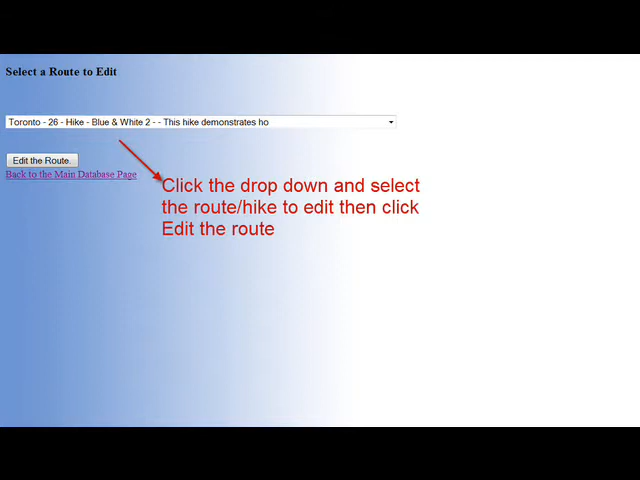 Select a Route to Edit
Toronto - 26 - Hike - Blue & White 2 - - This hike demonstrates ho
Edit the Route.
Back to the Main Database Page
Click the drop down and select
the route/hike to edit then click
Edit the route